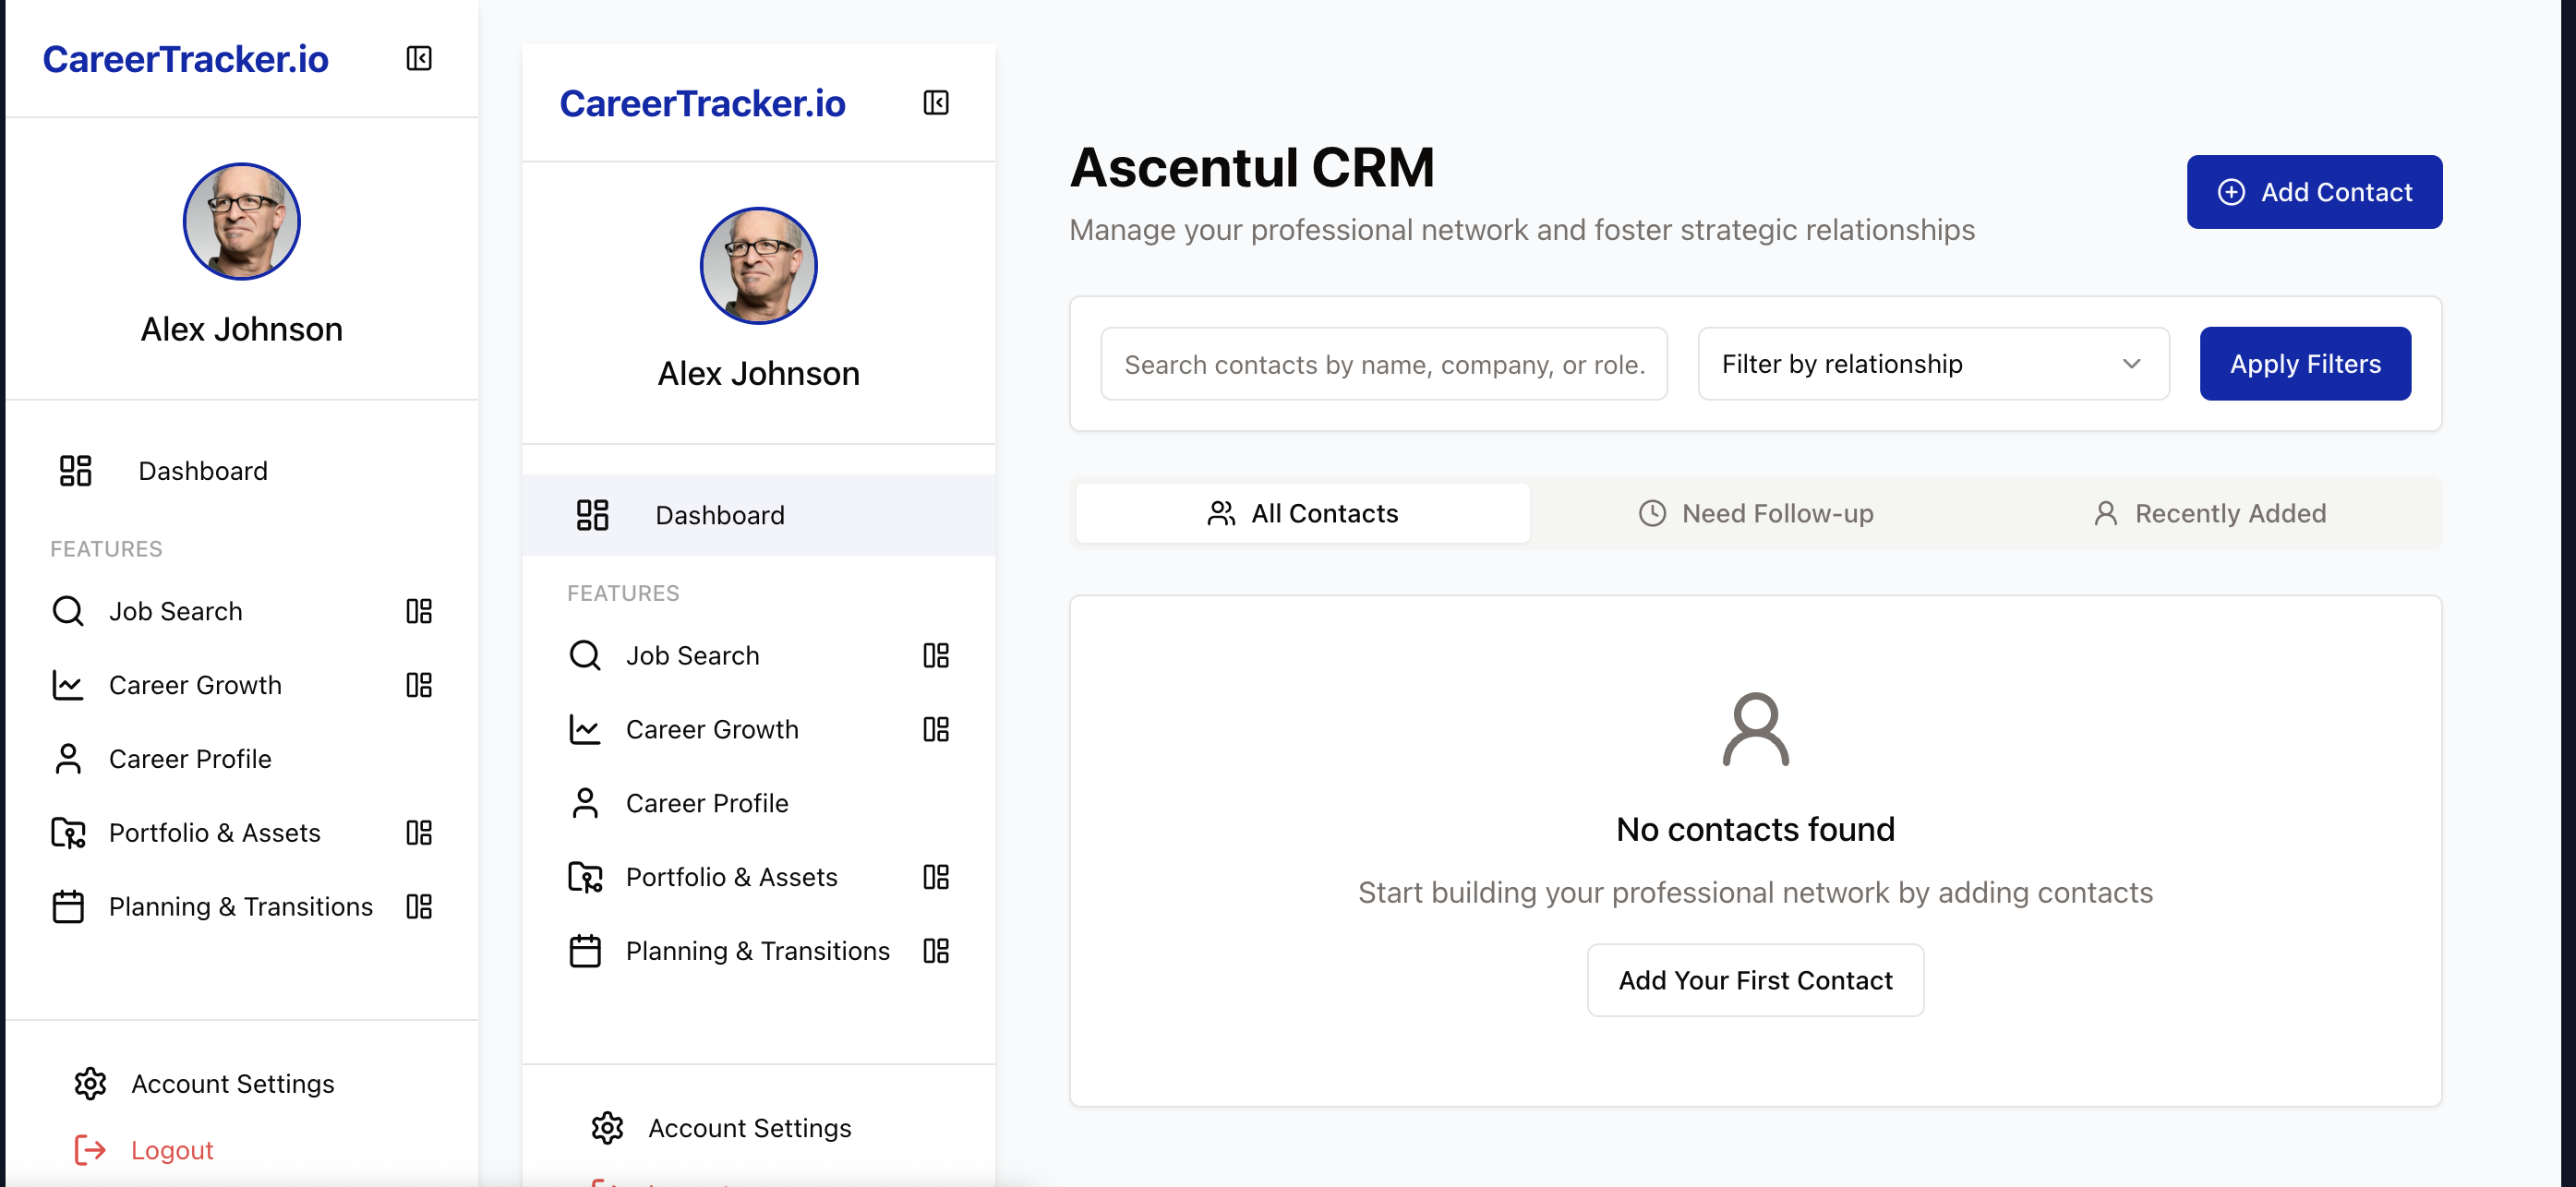 CareerTracker.io
Alex Johnson
Dashboard
FEATURES
Job Search
Career Growth
Career Profile
Portfolio & Assets
Planning & Transitions
Account Settings
Logout
CareerTracker.io
Alex Johnson
Dashboard
FEATURES
Job Search
Career Growth
Career Profile
Portfolio & Assets
Planning & Transitions
Account Settings
Ascentul CRM
Manage your professional network and foster strategic relationships
Add Contact
Search contacts by name, company, or role.
Filter by relationship
Apply Filters
All Contacts
Need Follow-up
Recently Added
No contacts found
Start building your professional network by adding contacts
Add Your First Contact